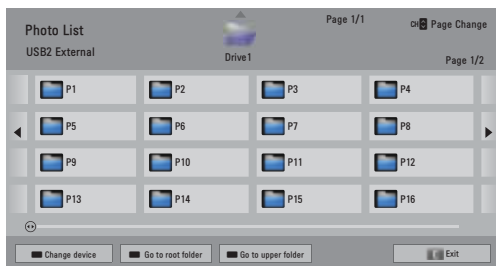 Photo List
Page 1/1
CH Page Change
USB2 External
Drive1
Page 1/2
P1 P2 P3 P4
P5 P6 P7 P8
P9 P10 P11 P12
P13 P14 P15 P16
Change device Go to root folder Go to upper folder Exit